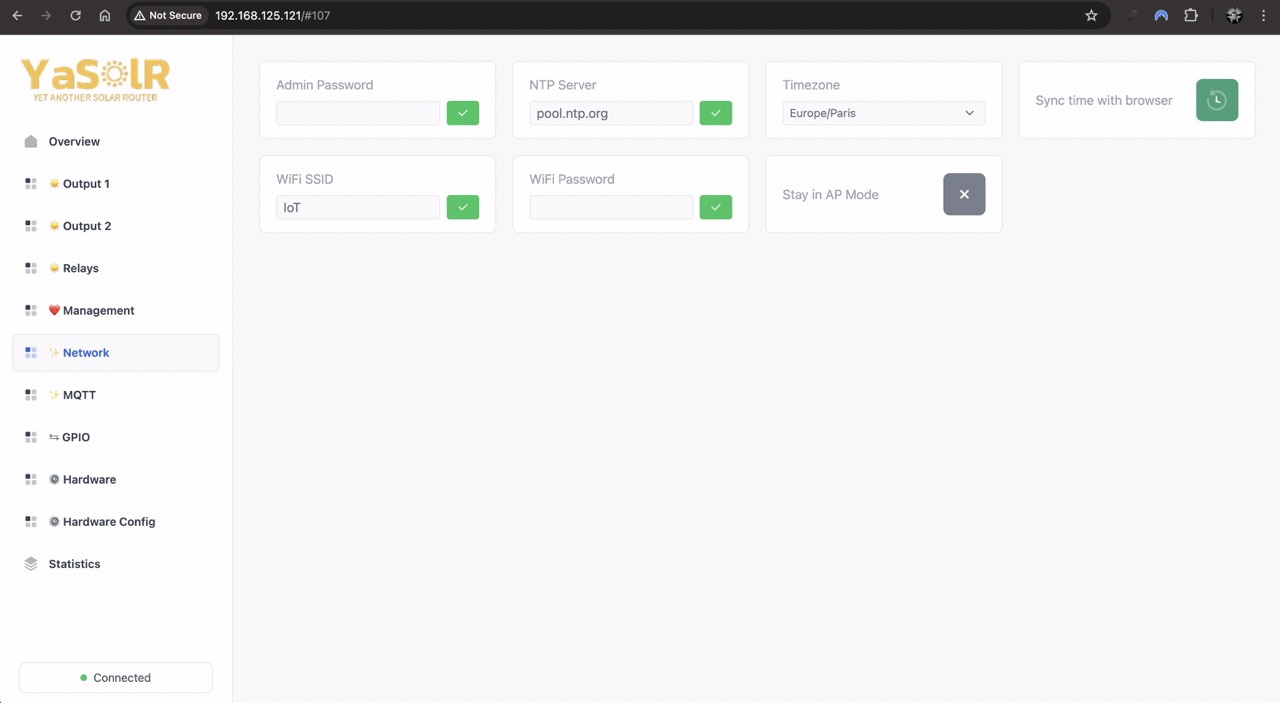 Not Secure 192.168.125.121/#107
YaSolR
YET ANOTHER SOLAR ROUTER
Overview
Output 1
Output 2
Relays
Management
Network
MQTT
GPIO
Hardware
Hardware Config
Statistics
Connected
Admin Password
NTP Server
pool.ntp.org
Timezone
Europe/Paris
Sync time with browser
WiFi SSID
IoT
WiFi Password
Stay in AP Mode